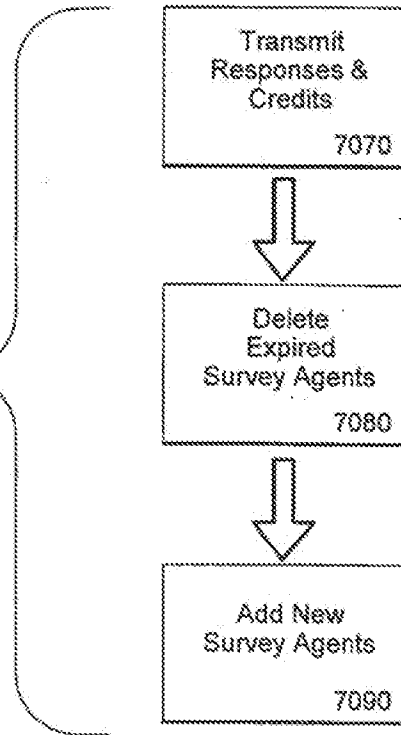 Transmit
Responses &
Credits
7070
Delete
Expired
Survey Agents
7080
Add New
Survey Agents
7090